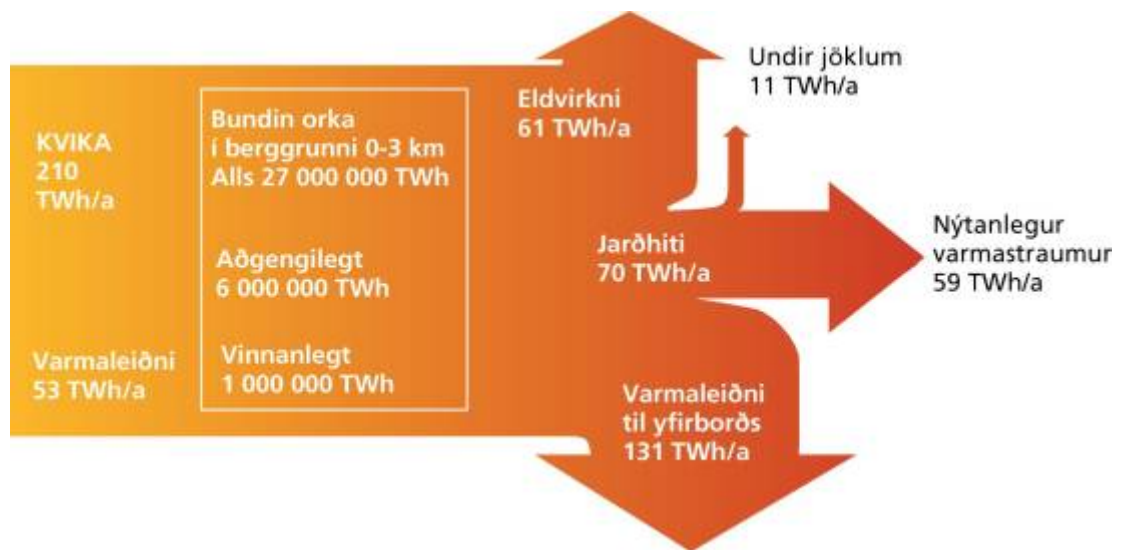 KVIKA
210
TWh/a
Varmaleiðni
53 TWh/a
Bundin orka
í berggrunni 0-3 km
Alls 27 000 000 TWh
Aðgengilegt
6 000 000 TWh
Vinnanlegt
1 000 000 TWh
Eldvirkni
61 TWh/a
Undir jöklum
11 TWh/a
Jarðhiti
70 TWh/a
Nýtanlegur
varmastraumur
59 TWh/a
Varmaleiðni
til yfirborðs
131 TWh/a